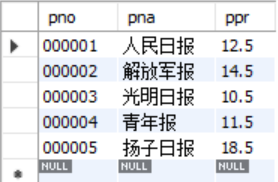 pno pna ppr
000001 人民日报 12.5
000002 解放军报 14.5
000003 光明日报 10.5
000004 青年报 11.5
000005 扬子日报 18.5
NULL NULL NULL